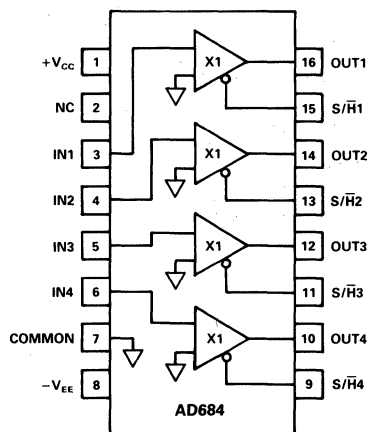 +VCC 1
NC 2
IN1 3
IN2 4
IN3 5
IN4 6
COMMON 7
−VEE 8
X1
X1
X1
X1
16 OUT1
15 S/H̅1
14 OUT2
13 S/H̅2
12 OUT3
11 S/H̅3
10 OUT4
9 S/H̅4
AD684